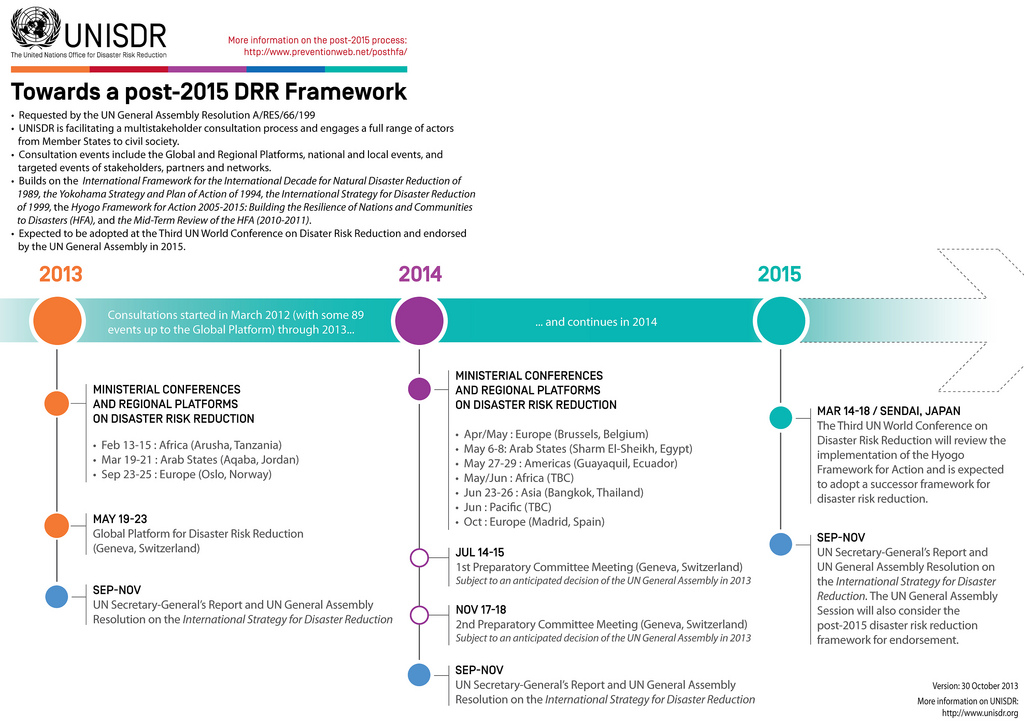 UNISDR
The United Nations Office for Disaster Risk Reduction
More information on the post-2015 process:
http://www.preventionweb.net/posthfa/
Towards a post-2015 DRR Framework
• Requested by the UN General Assembly Resolution A/RES/66/199
• UNISDR is facilitating a multistakeholder consultation process and engages a full range of actors
from Member States to civil society.
• Consultation events include the Global and Regional Platforms, national and local events, and
targeted events of stakeholders, partners and networks.
• Builds on the International Framework for the International Decade for Natural Disaster Reduction of
1989, the Yokohama Strategy and Plan of Action of 1994, the International Strategy for Disaster Reduction
of 1999, the Hyogo Framework for Action 2005-2015: Building the Resilience of Nations and Communities
to Disasters (HFA), and the Mid-Term Review of the HFA (2010-2011).
• Expected to be adopted at the Third UN World Conference on Disater Risk Reduction and endorsed
by the UN General Assembly in 2015.
2013
2014
2015
Consultations started in March 2012 (with some 89
events up to the Global Platform) through 2013...
... and continues in 2014
MINISTERIAL CONFERENCES
AND REGIONAL PLATFORMS
ON DISASTER RISK REDUCTION
• Feb 13-15 : Africa (Arusha, Tanzania)
• Mar 19-21 : Arab States (Aqaba, Jordan)
• Sep 23-25 : Europe (Oslo, Norway)
MAY 19-23
Global Platform for Disaster Risk Reduction
(Geneva, Switzerland)
SEP-NOV
UN Secretary-General's Report and UN General Assembly
Resolution on the International Strategy for Disaster Reduction
MINISTERIAL CONFERENCES
AND REGIONAL PLATFORMS
ON DISASTER RISK REDUCTION
• Apr/May : Europe (Brussels, Belgium)
• May 6-8: Arab States (Sharm El-Sheikh, Egypt)
• May 27-29 : Americas (Guayaquil, Ecuador)
• May/Jun : Africa (TBC)
• Jun 23-26 : Asia (Bangkok, Thailand)
• Jun : Pacific (TBC)
• Oct : Europe (Madrid, Spain)
JUL 14-15
1st Preparatory Committee Meeting (Geneva, Switzerland)
Subject to an anticipated decision of the UN General Assembly in 2013
NOV 17-18
2nd Preparatory Committee Meeting (Geneva, Switzerland)
Subject to an anticipated decision of the UN General Assembly in 2013
SEP-NOV
UN Secretary-General's Report and UN General Assembly
Resolution on the International Strategy for Disaster Reduction
MAR 14-18 / SENDAI, JAPAN
The Third UN World Conference on
Disaster Risk Reduction will review the
implementation of the Hyogo
Framework for Action and is expected
to adopt a successor framework for
disaster risk reduction.
SEP-NOV
UN Secretary-General's Report and
UN General Assembly Resolution on
the International Strategy for Disaster
Reduction. The UN General Assembly
Session will also consider the
post-2015 disaster risk reduction
framework for endorsement.
Version: 30 October 2013
More information on UNISDR:
http://www.unisdr.org